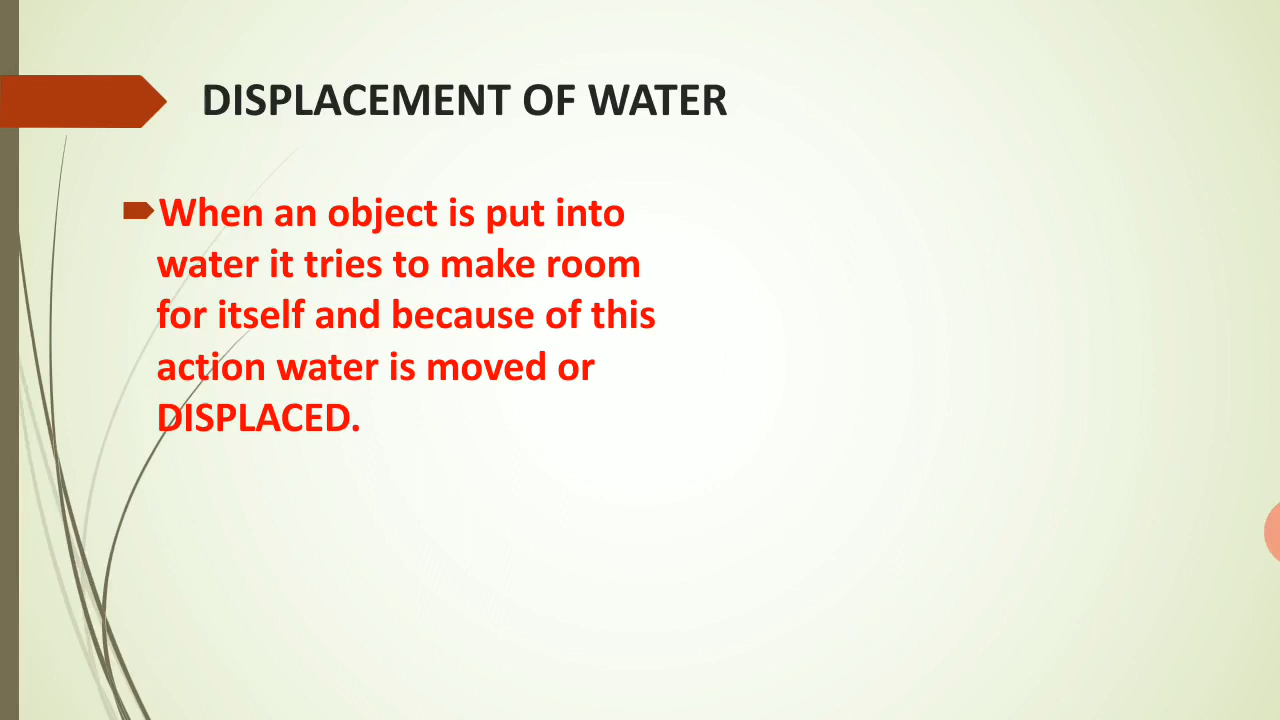 DISPLACEMENT OF WATER
When an object is put into
water it tries to make room
for itself and because of this
action water is moved or
DISPLACED.